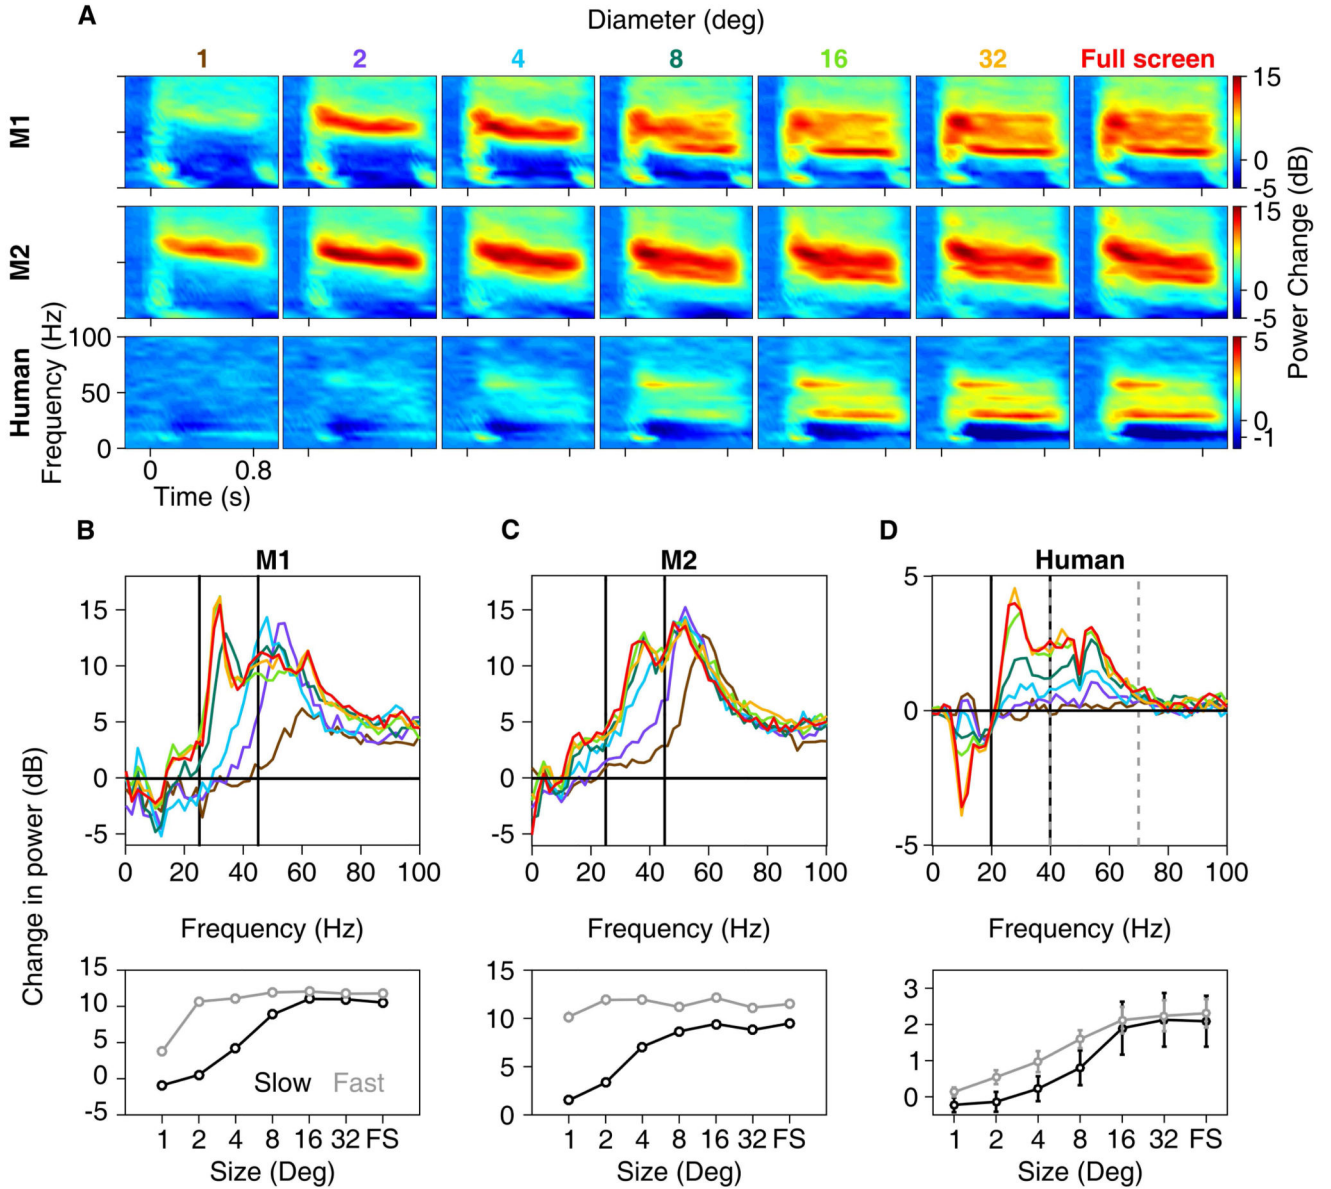 A
Diameter (deg)
1 2 4 8 16 32 Full screen
M1
15
0
-5
M2
15
0
-5
Power Change (dB)
Human
Frequency (Hz)
100
50
0
5
0
-1
0 0.8
Time (s)
B C D
M1 M2 Human
Change in power (dB)
15
10
5
0
-5
0 20 40 60 80 100
Frequency (Hz)
15
10
5
0
-5
0 20 40 60 80 100
Frequency (Hz)
5
0
-5
0 20 40 60 80 100
Frequency (Hz)
15
10
5
0
-5
Slow Fast
1 2 4 8 16 32 FS
Size (Deg)
15
10
5
0
1 2 4 8 16 32 FS
Size (Deg)
3
2
1
0
1 2 4 8 16 32 FS
Size (Deg)